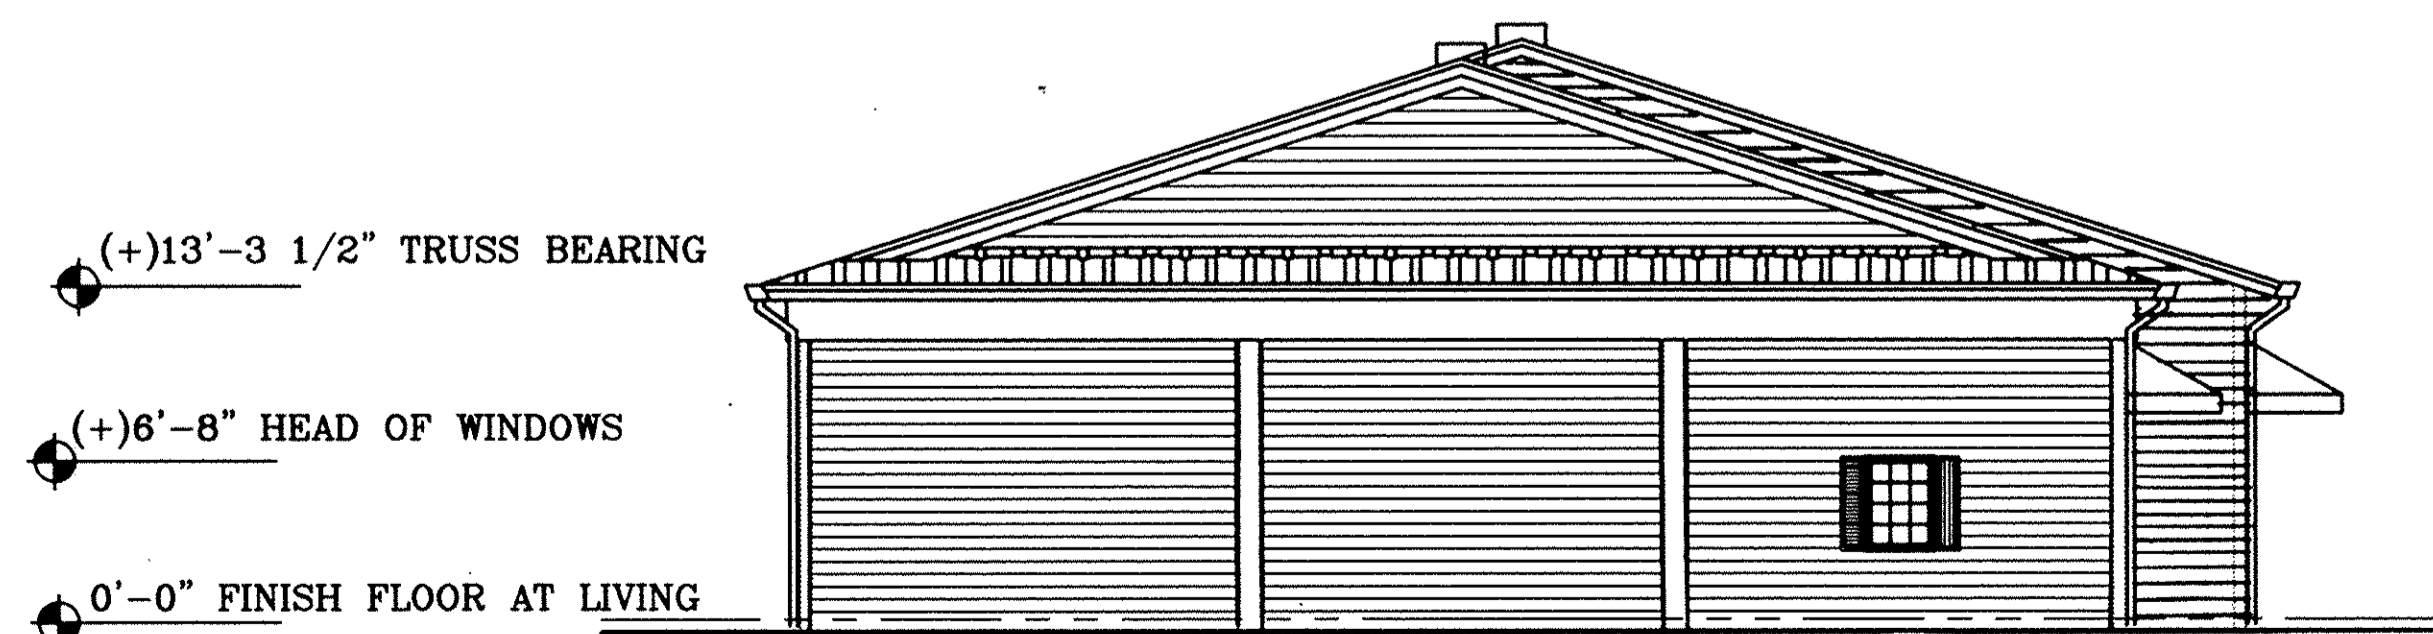 (+)13'-3 1/2" TRUSS BEARING
(+)6'-8" HEAD OF WINDOWS
0'-0" FINISH FLOOR AT LIVING